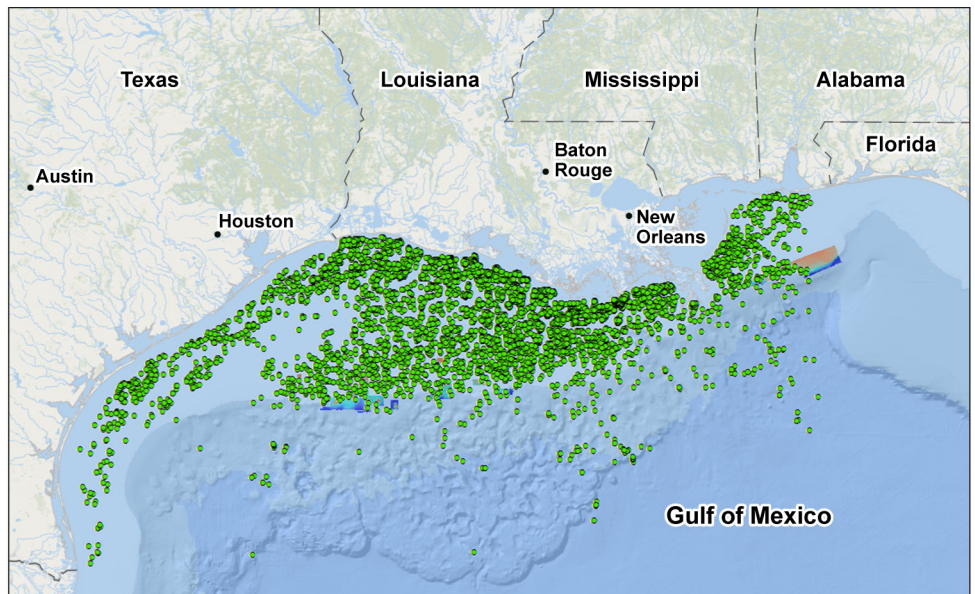 Texas
Louisiana
Mississippi
Alabama
Florida
Austin
Baton
Rouge
Houston
New
Orleans
Gulf of Mexico